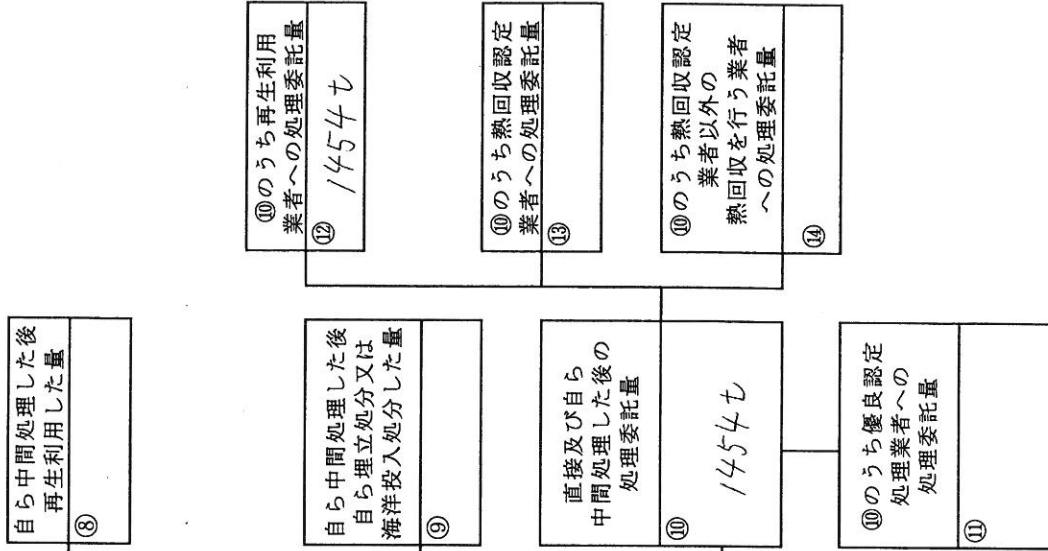 自ら中間処理した後
再生利用した量
⑧
自ら中間処理した後
自ら埋立処分又は
海洋投入処分した量
⑨
直接及び自ら
中間処理した後の
処理委託量
⑩
1454t
⑩のうち優良認定
処理業者への
処理委託量
⑪
⑩のうち再生利用
業者への処理委託量
⑫
1454t
⑩のうち熱回収認定
業者への処理委託量
⑬
⑩のうち熱回収認定
業者以外の
熱回収を行う業者
への処理委託量
⑭